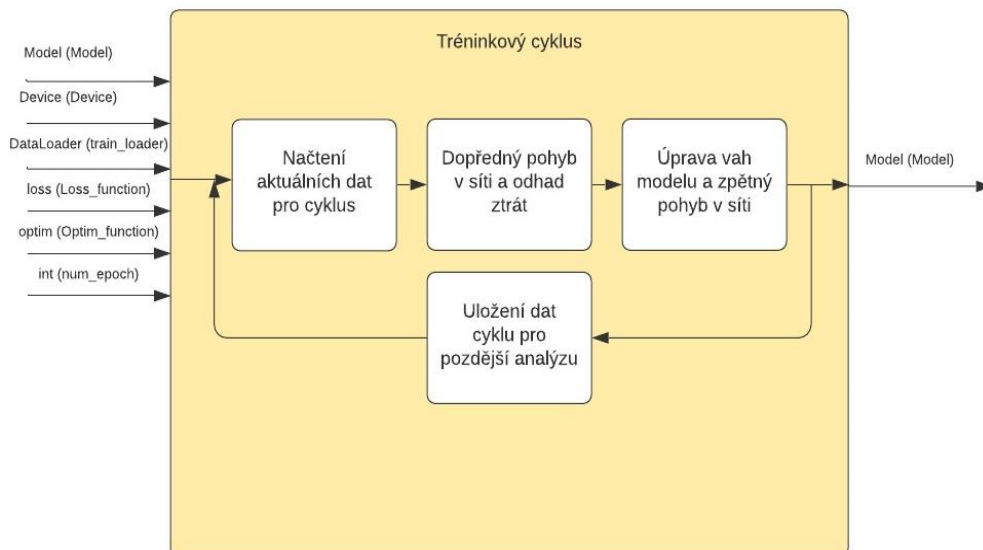 Tréninkový cyklus
Model (Model)
Device (Device)
DataLoader (train_loader)
loss (Loss_function)
optim (Optim_function)
int (num_epoch)
Načtení
aktuálních dat
pro cyklus
Dopředný pohyb
v síti a odhad
ztrát
Úprava vah
modelu a zpětný
pohyb v síti
Uložení dat
cyklu pro
pozdější analýzu
Model (Model)